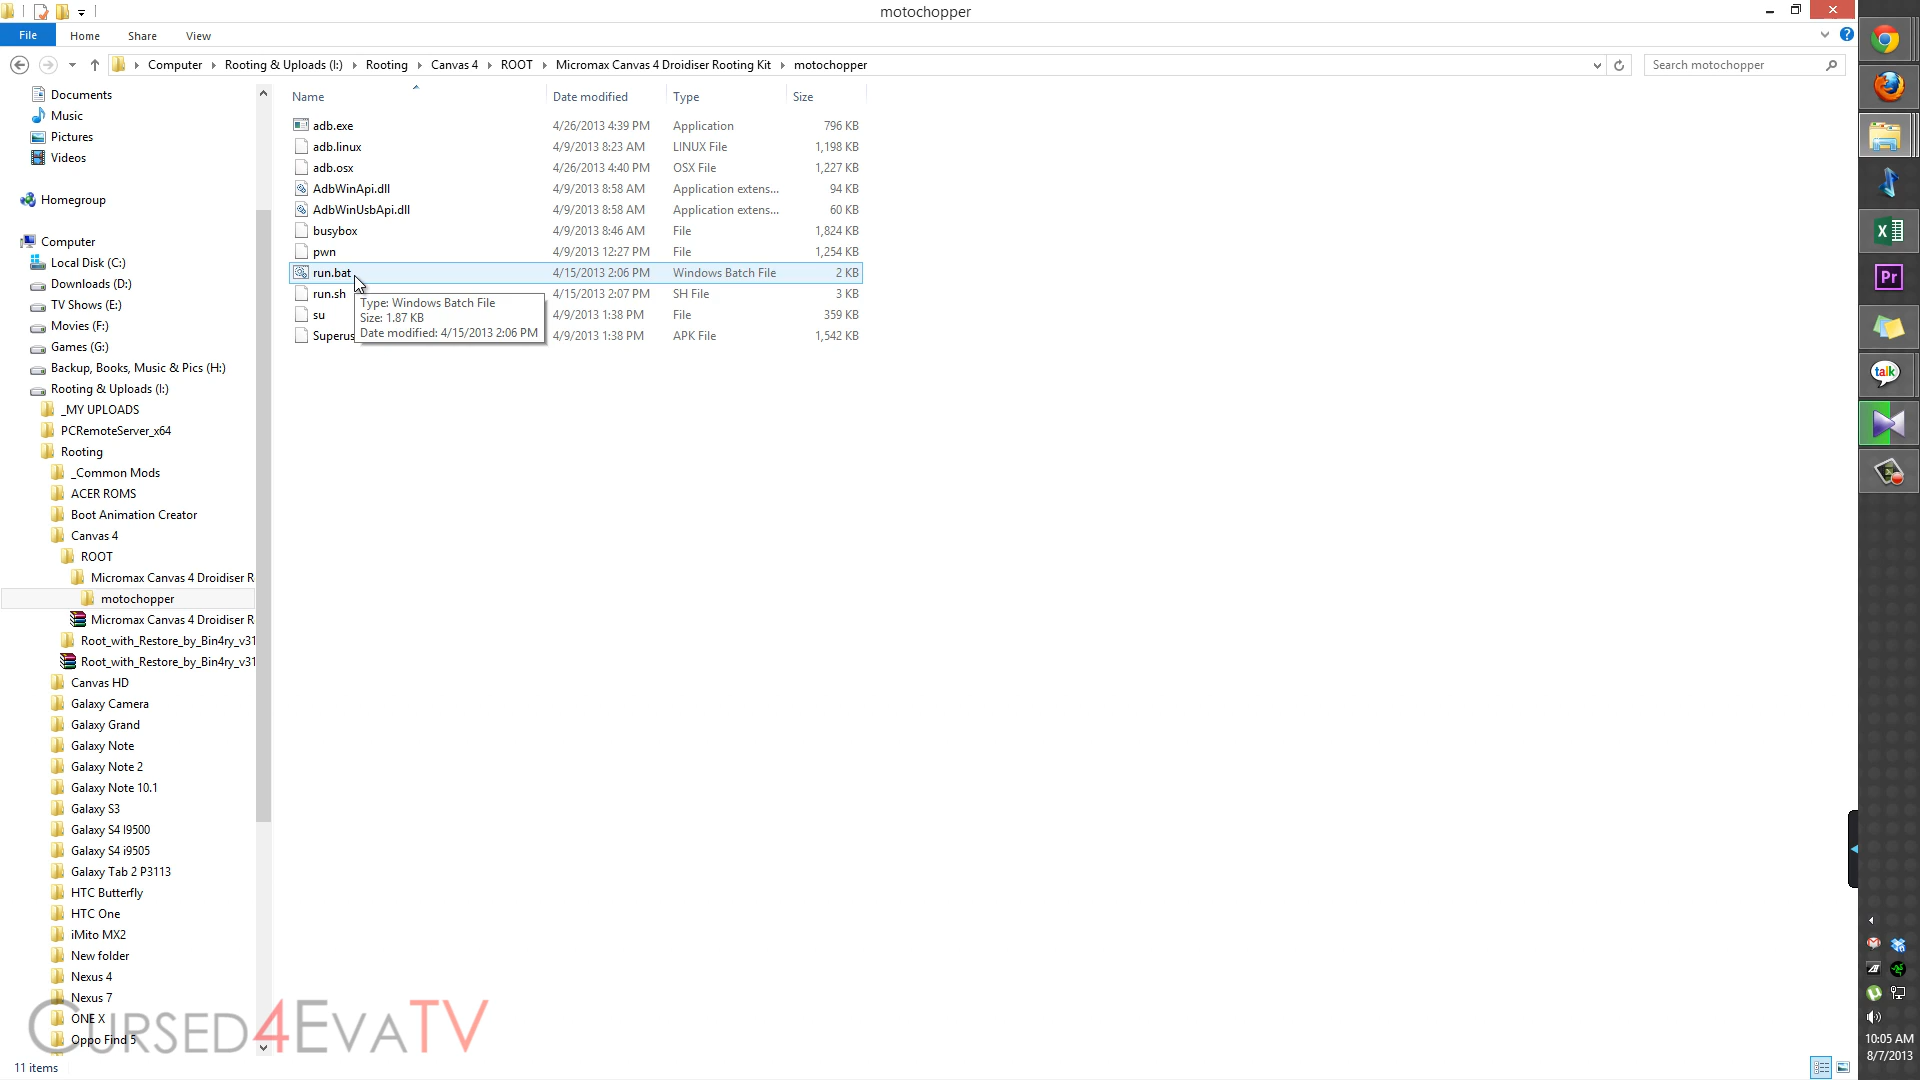 motochopper
File Home Share View
Computer Rooting & Uploads (I:) Rooting Canvas 4 ROOT Micromax Canvas 4 Droidiser Rooting Kit motochopper
Search motochopper
Documents
Music
Pictures
Videos
Homegroup
Computer
Local Disk (C:)
Downloads (D:)
TV Shows (E:)
Movies (F:)
Games (G:)
Backup, Books, Music & Pics (H:)
Rooting & Uploads (I:)
_MY UPLOADS
PCRemoteServer_x64
Rooting
_Common Mods
ACER ROMS
Boot Animation Creator
Canvas 4
ROOT
Micromax Canvas 4 Droidiser R
motochopper
Micromax Canvas 4 Droidiser R
Root_with_Restore_by_Bin4ry_v31
Root_with_Restore_by_Bin4ry_v31
Canvas HD
Galaxy Camera
Galaxy Grand
Galaxy Note
Galaxy Note 2
Galaxy Note 10.1
Galaxy S3
Galaxy S4 I9500
Galaxy S4 i9505
Galaxy Tab 2 P3113
HTC Butterfly
HTC One
iMito MX2
New folder
Nexus 4
Nexus 7
ONE X
Oppo Find 5
Name Date modified Type Size
adb.exe 4/26/2013 4:39 PM Application 796 KB
adb.linux 4/9/2013 8:23 AM LINUX File 1,198 KB
adb.osx 4/26/2013 4:40 PM OSX File 1,227 KB
AdbWinApi.dll 4/9/2013 8:58 AM Application extens... 94 KB
AdbWinUsbApi.dll 4/9/2013 8:58 AM Application extens... 60 KB
busybox 4/9/2013 8:46 AM File 1,824 KB
pwn 4/9/2013 12:27 PM File 1,254 KB
run.bat 4/15/2013 2:06 PM Windows Batch File 2 KB
run.sh 4/15/2013 2:07 PM SH File 3 KB
su 4/9/2013 1:38 PM File 359 KB
Superus 4/9/2013 1:38 PM APK File 1,542 KB
Type: Windows Batch File
Size: 1.87 KB
Date modified: 4/15/2013 2:06 PM
Pr
talk
CURSED4EVATV
11 items
10:05 AM
8/7/2013